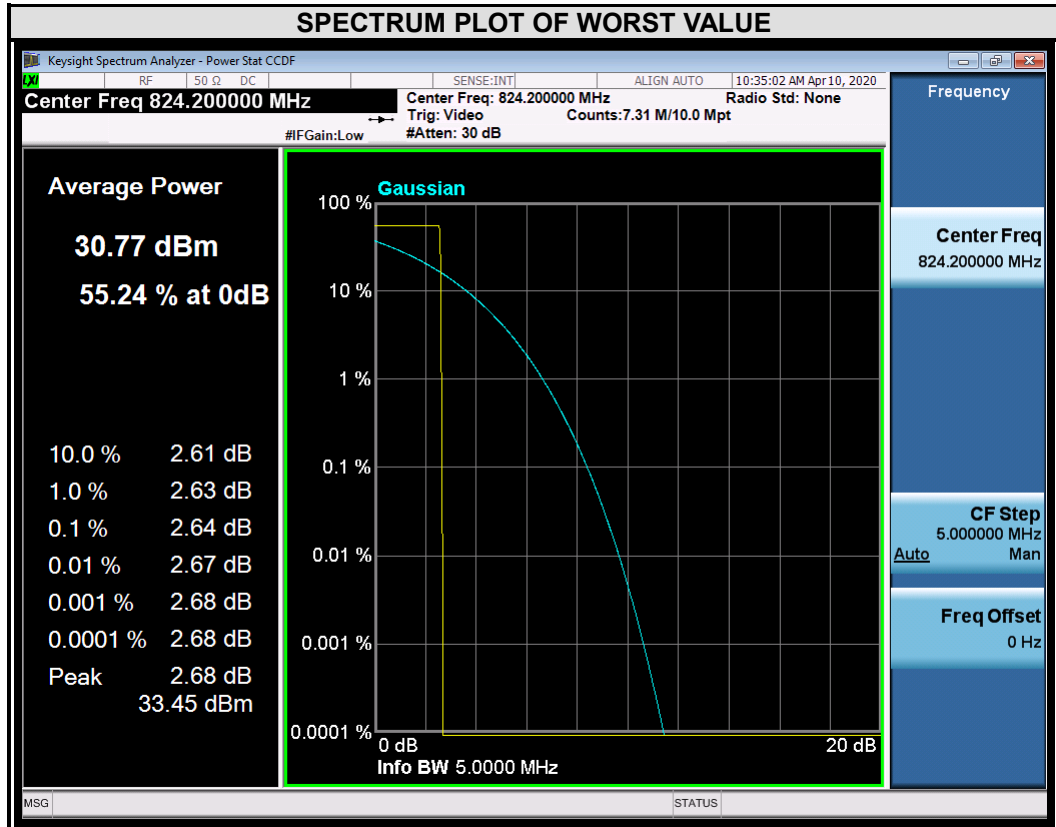 SPECTRUM PLOT OF WORST VALUE
Keysight Spectrum Analyzer - Power Stat CCDF
LXI RF 50 Ω DC SENSE:INT ALIGN AUTO 10:35:02 AM Apr 10, 2020
Center Freq 824.200000 MHz
Center Freq: 824.200000 MHz Radio Std: None
Trig: Video Counts:7.31 M/10.0 Mpt
#IFGain:Low #Atten: 30 dB
Average Power
30.77 dBm
55.24 % at 0dB
10.0 % 2.61 dB
1.0 % 2.63 dB
0.1 % 2.64 dB
0.01 % 2.67 dB
0.001 % 2.68 dB
0.0001 % 2.68 dB
Peak 2.68 dB
33.45 dBm
Gaussian
100 %
10 %
1 %
0.1 %
0.01 %
0.001 %
0.0001 %
0 dB 20 dB
Info BW 5.0000 MHz
Frequency
Center Freq
824.200000 MHz
CF Step
5.000000 MHz
Auto Man
Freq Offset
0 Hz
MSG STATUS